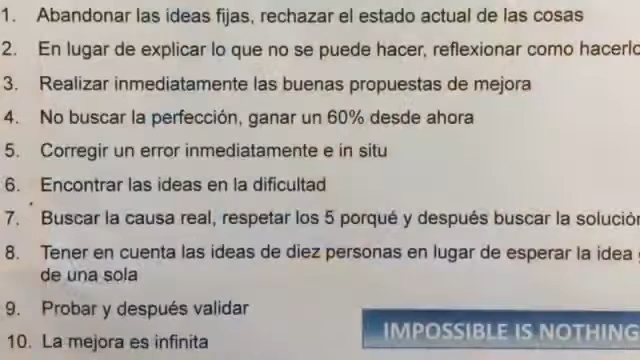 1. Abandonar las ideas fijas, rechazar el estado actual de las cosas
2. En lugar de explicar lo que no se puede hacer, reflexionar como hacerlo
3. Realizar inmediatamente las buenas propuestas de mejora
4. No buscar la perfección, ganar un 60% desde ahora
5. Corregir un error inmediatamente e in situ
6. Encontrar las ideas en la dificultad
7. Buscar la causa real, respetar los 5 porqué y después buscar la solución
8. Tener en cuenta las ideas de diez personas en lugar de esperar la idea
de una sola
9. Probar y después validar
10. La mejora es infinita
IMPOSSIBLE IS NOTHING